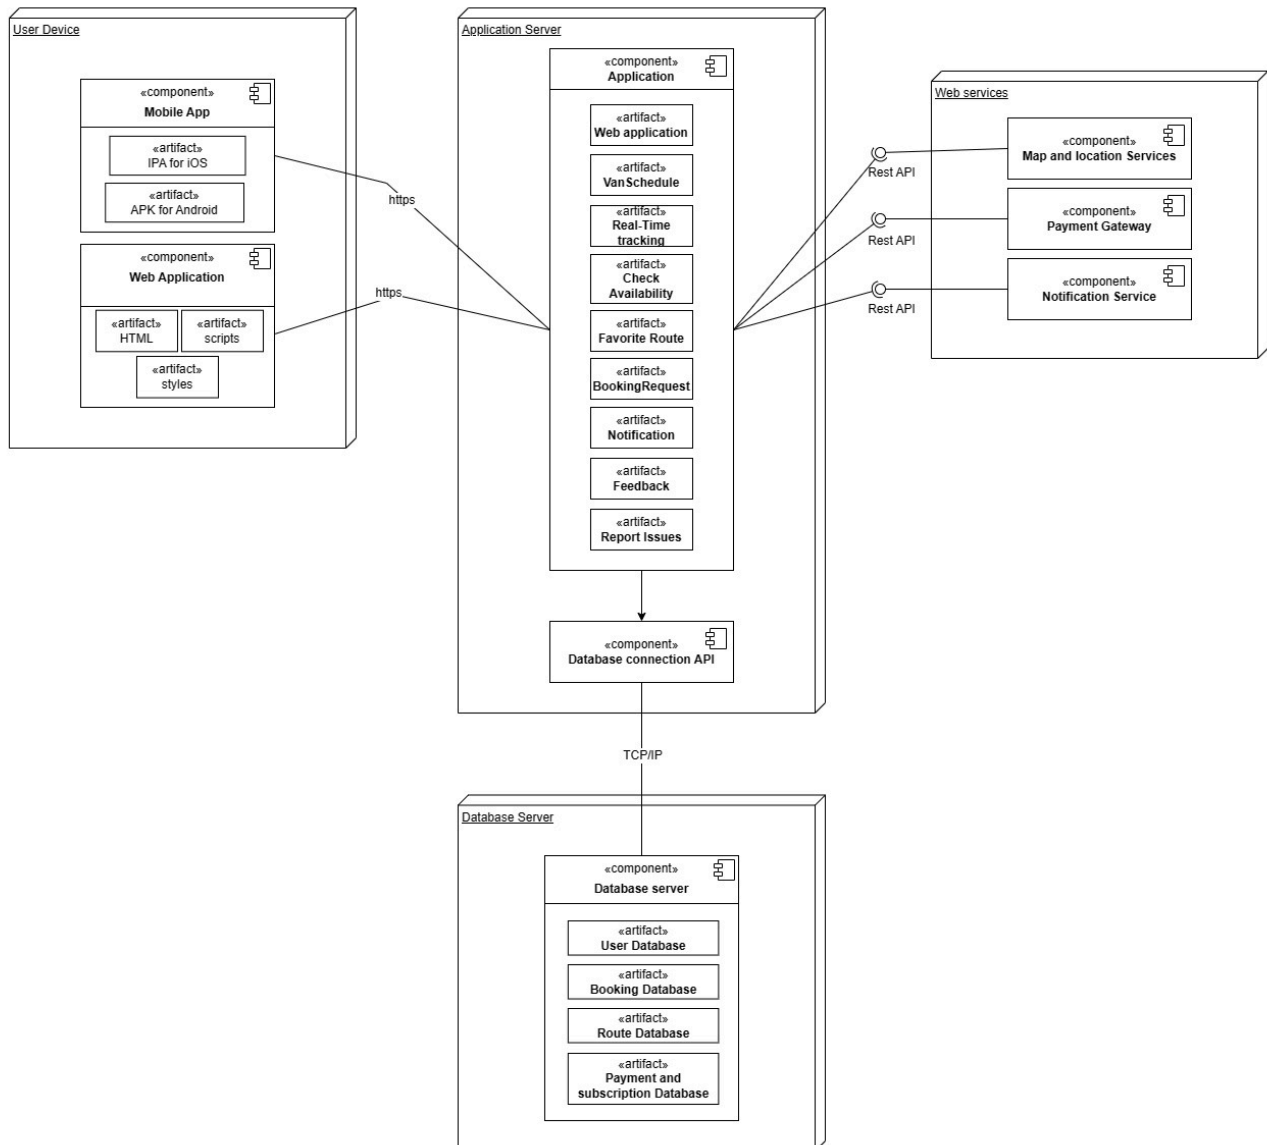 User Device
«component»
Mobile App
«artifact»
IPA for iOS
«artifact»
APK for Android
«component»
Web Application
«artifact»
HTML
«artifact»
scripts
«artifact»
styles
https
https
Application Server
«component»
Application
«artifact»
Web application
«artifact»
VanSchedule
«artifact»
Real-Time
tracking
«artifact»
Check
Availability
«artifact»
Favorite Route
«artifact»
BookingRequest
«artifact»
Notification
«artifact»
Feedback
«artifact»
Report Issues
«component»
Database connection API
Rest API
Rest API
Rest API
Web services
«component»
Map and location Services
«component»
Payment Gateway
«component»
Notification Service
TCP/IP
Database Server
«component»
Database server
«artifact»
User Database
«artifact»
Booking Database
«artifact»
Route Database
«artifact»
Payment and
subscription Database